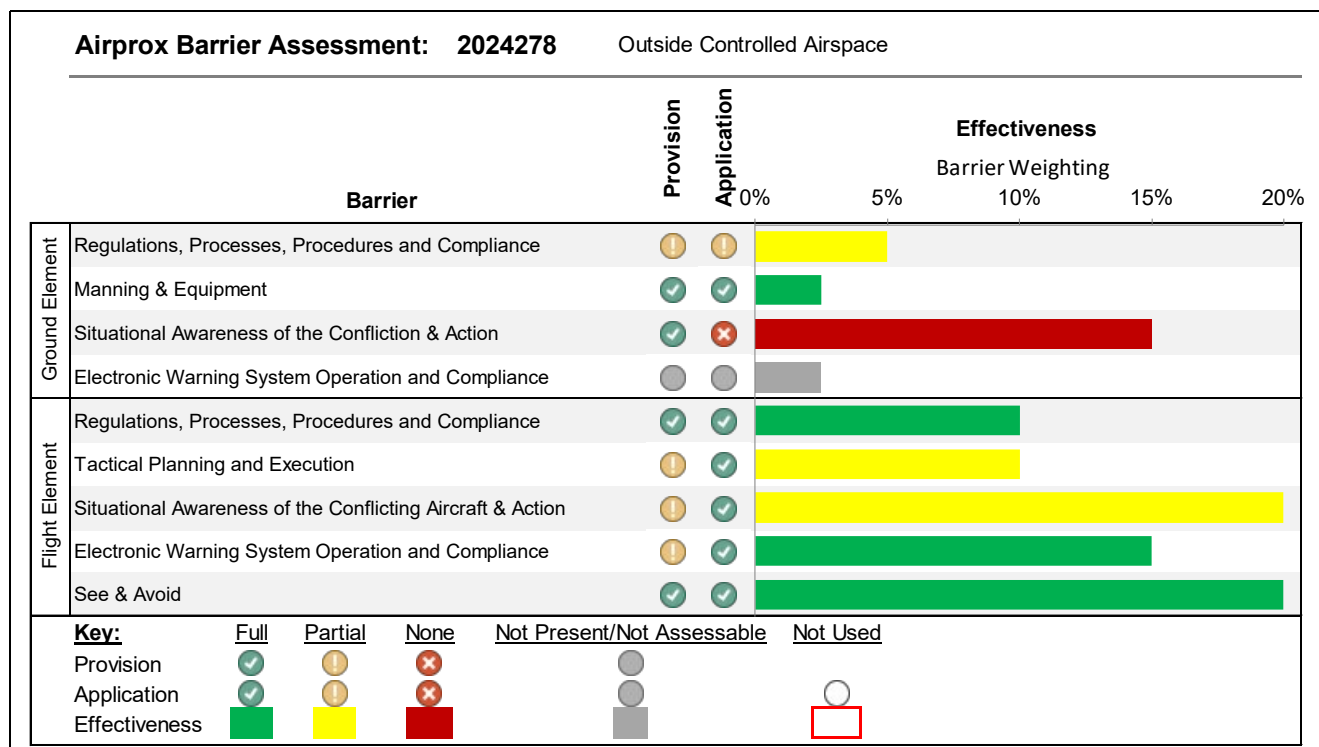 Airprox Barrier Assessment: 2024278 Outside Controlled Airspace
Barrier Provision Application Effectiveness
Barrier Weighting
0% 5% 10% 15% 20%
Ground Element
Regulations, Processes, Procedures and Compliance
Manning & Equipment
Situational Awareness of the Confliction & Action
Electronic Warning System Operation and Compliance
Flight Element
Regulations, Processes, Procedures and Compliance
Tactical Planning and Execution
Situational Awareness of the Conflicting Aircraft & Action
Electronic Warning System Operation and Compliance
See & Avoid
Key: Full Partial None Not Present/Not Assessable Not Used
Provision
Application
Effectiveness